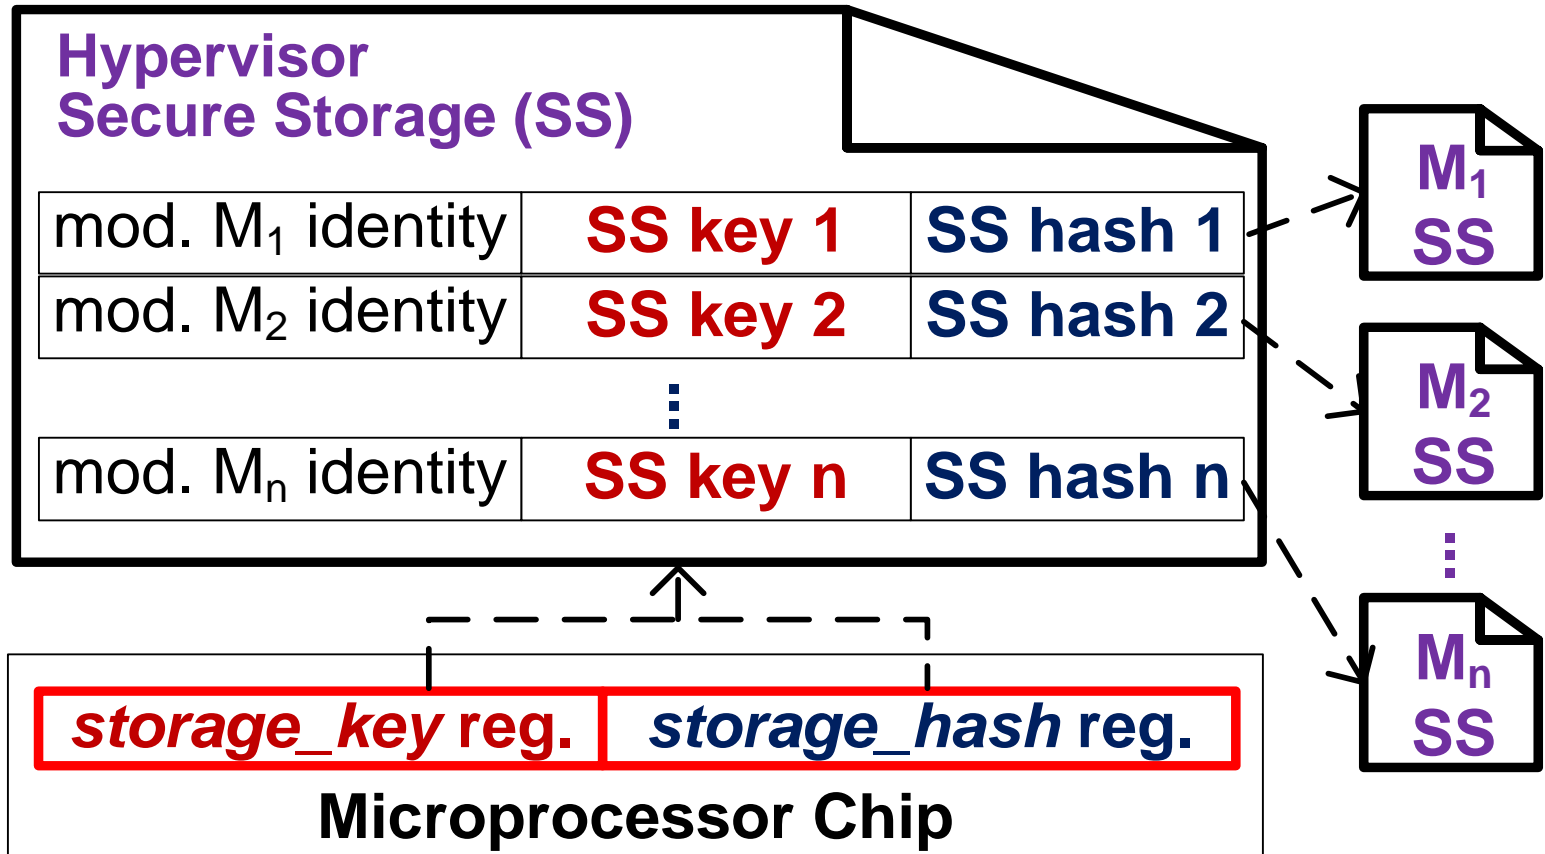 Hypervisor
Secure Storage (SS)
mod. M₁ identity SS key 1 SS hash 1
mod. M₂ identity SS key 2 SS hash 2
mod. Mₙ identity SS key n SS hash n
storage_key reg. storage_hash reg.
Microprocessor Chip
M₁
SS
M₂
SS
Mₙ
SS